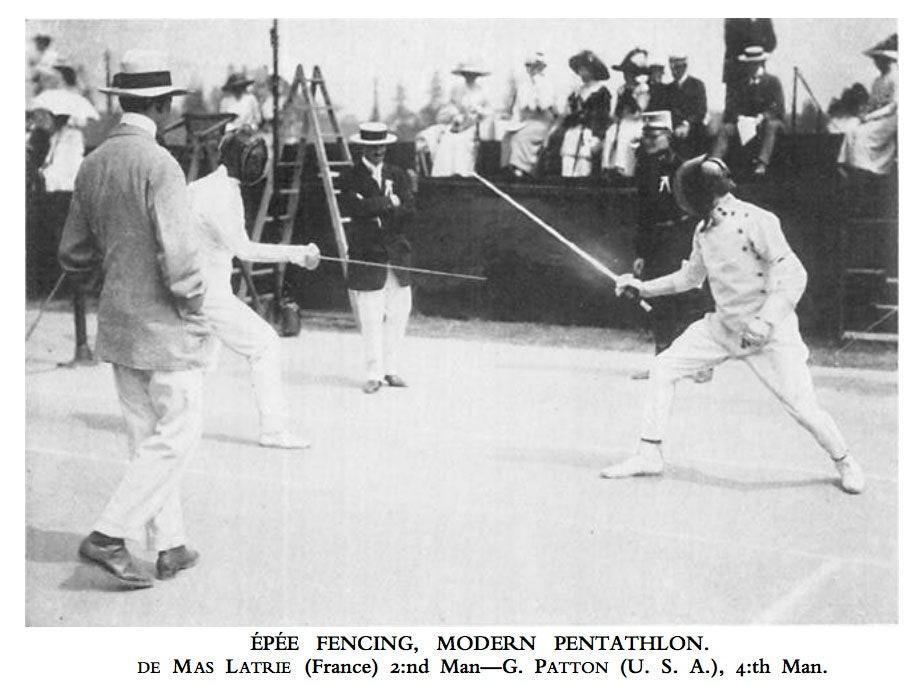 ÉPÉE FENCING, MODERN PENTATHLON.
DE MAS LATRIE (France) 2:nd Man—G. PATTON (U. S. A.), 4:th Man.